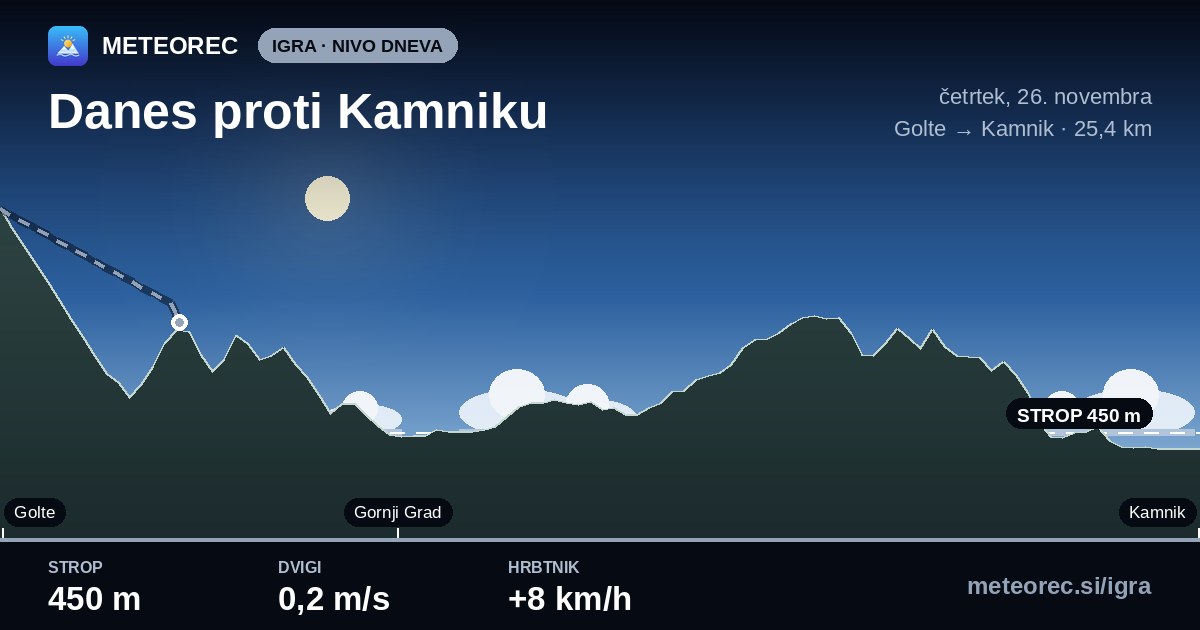 METEOREC
IGRA · NIVO DNEVA
Danes proti Kamniku
četrtek, 26. novembra
Golte → Kamnik · 25,4 km
STROP 450 m
Golte
Gornji Grad
Kamnik
STROP
450 m
DVIGI
0,2 m/s
HRBTNIK
+8 km/h
meteorec.si/igra